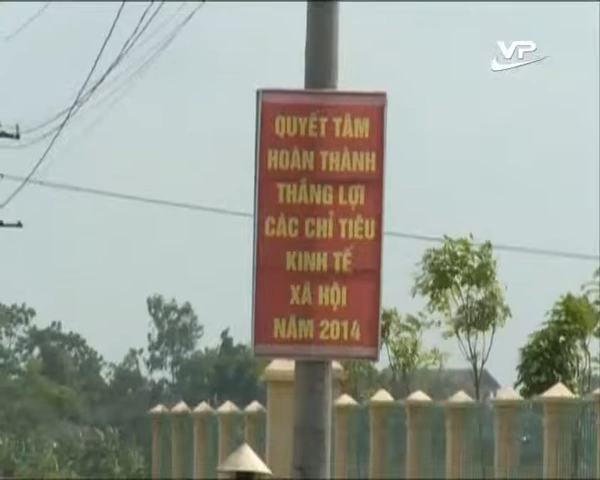 VP
QUYẾT TÂM
HOÀN THÀNH
THẮNG LỢI
CÁC CHỈ TIÊU
KINH TẾ
XÃ HỘI
NĂM 2014